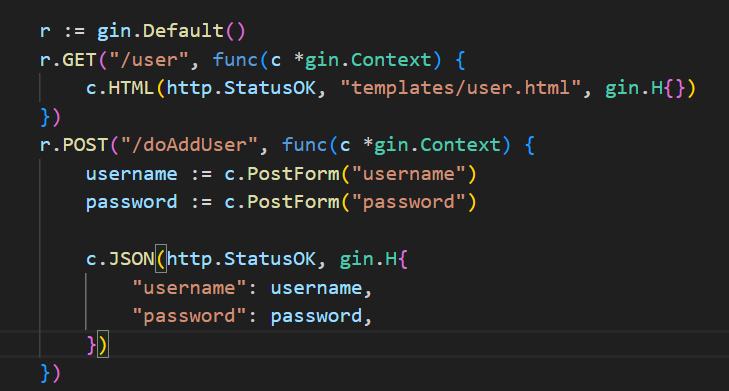 r := gin.Default()
r.GET("/user", func(c *gin.Context) {
    c.HTML(http.StatusOK, "templates/user.html", gin.H{})
})
r.POST("/doAddUser", func(c *gin.Context) {
    username := c.PostForm("username")
    password := c.PostForm("password")

    c.JSON(http.StatusOK, gin.H{
        "username": username,
        "password": password,
    })
})